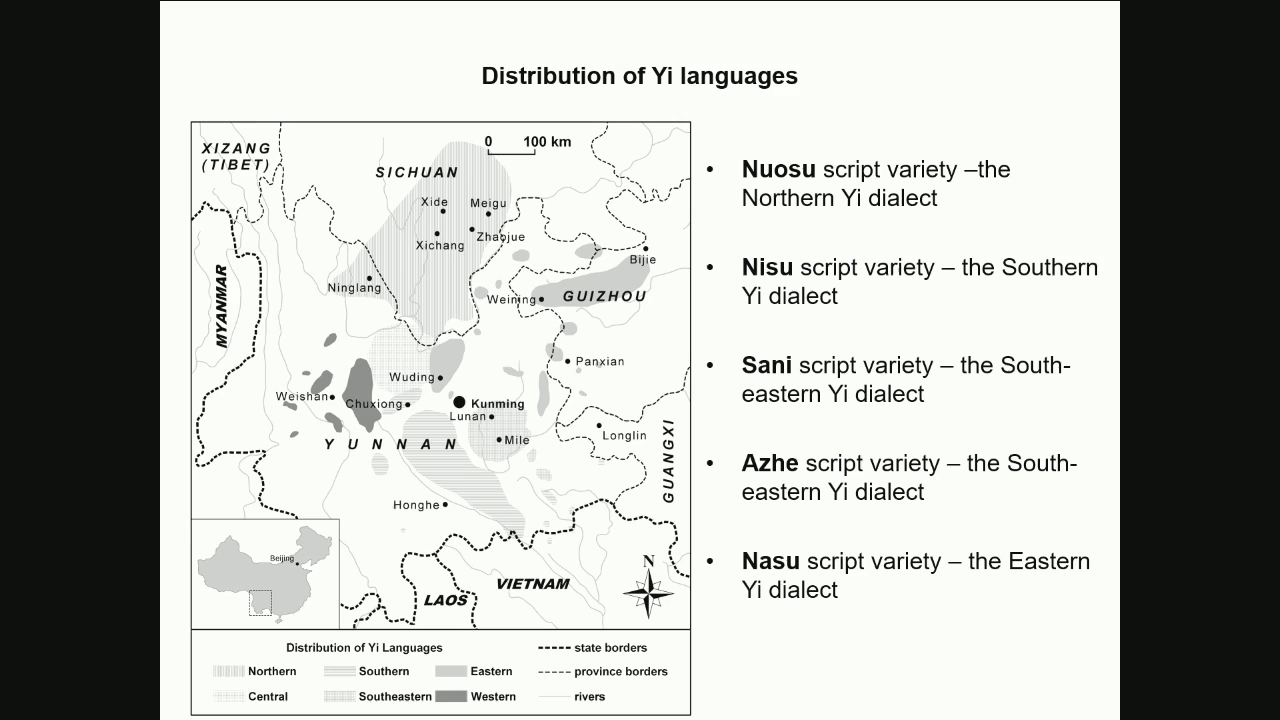 Distribution of Yi languages
XIZANG
(TIBET)
SICHUAN
0 100 km
Xide
Meigu
Xichang
Zhaojue
Ninglang
Bijie
Weining
GUIZHOU
MYANMAR
Panxian
Wuding
Weishan
Chuxiong
Kunming
Lunan
Mile
Longlin
YUNNAN
GUANGXI
Honghe
Beijing
N
VIETNAM
LAOS
Distribution of Yi Languages
state borders
Northern
Southern
Eastern
province borders
Central
Southeastern
Western
rivers
• Nuosu script variety –the
Northern Yi dialect
• Nisu script variety – the Southern
Yi dialect
• Sani script variety – the South-
eastern Yi dialect
• Azhe script variety – the South-
eastern Yi dialect
• Nasu script variety – the Eastern
Yi dialect